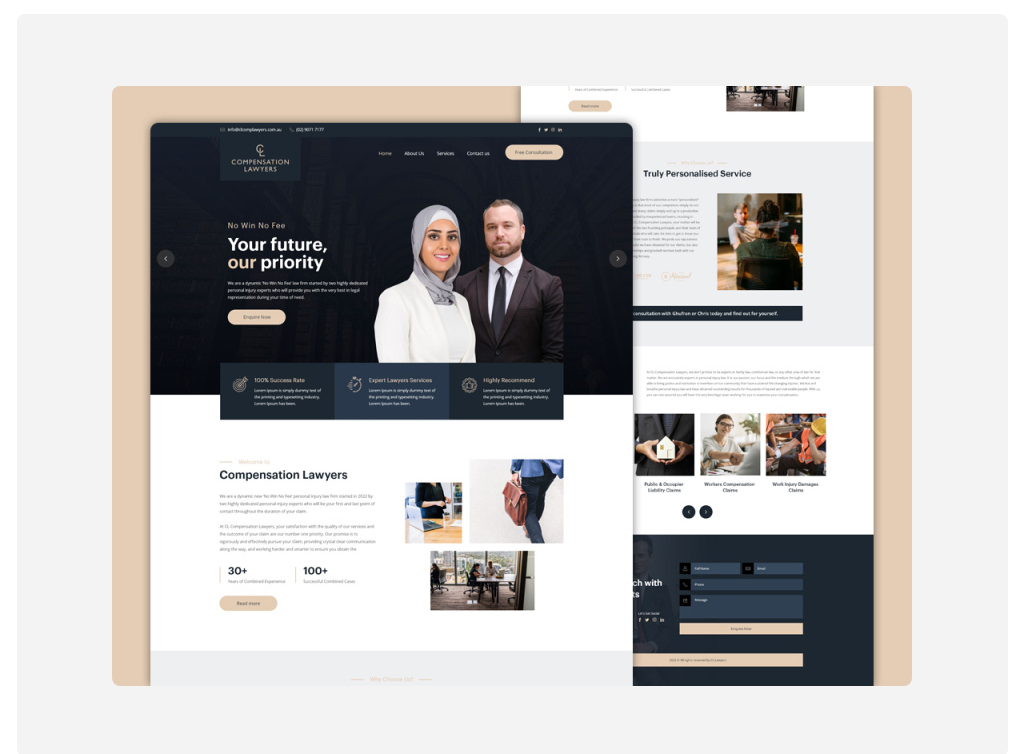 info@clcomplawyers.com.au
(02) 9071 7177
CL
COMPENSATION
LAWYERS
Home
About Us
Services
Contact us
Free Consultation
No Win No Fee
Your future,
our priority
We are a dynamic 'No-Win No Fee' law firm started by two highly dedicated
personal injury experts who will provide you with the very best in legal
representation during your time of need.
Enquire Now
100% Success Rate
Lorem Ipsum is simply dummy text of
the printing and typesetting industry.
Lorem Ipsum has been.
Expert Lawyers Services
Lorem Ipsum is simply dummy text of
the printing and typesetting industry.
Lorem Ipsum has been.
Highly Recommend
Lorem Ipsum is simply dummy text of
the printing and typesetting industry.
Lorem Ipsum has been.
Welcome to
Compensation Lawyers
We are a dynamic new 'No-Win No Fee' personal injury law firm started in 2022 by
two highly dedicated personal injury experts who will be your first and last point of
contact throughout the duration of your claim.
At CL Compensation Lawyers, your satisfaction with the quality of our services and
the outcome of your claim are our number one priority. Our promise is to
vigorously and effectively pursue your claim, providing crystal clear communication
along the way, and working harder and smarter to ensure you obtain the
30+
Years of Combined Experience
100+
Successful Combined Cases
Read more
Why Choose Us?
Years of Combined Experience
Successful Combined Cases
Read more
Why Choose Us?
Truly Personalised Service
consultation with Ghufran or Chris today and find out for yourself.
Public & Occupier
Liability Claims
Workers Compensation
Claims
Work Injury Damages
Claims
ch with
ts
Let's Get Social!
Full Name
Email
Phone
Message
Enquire Now